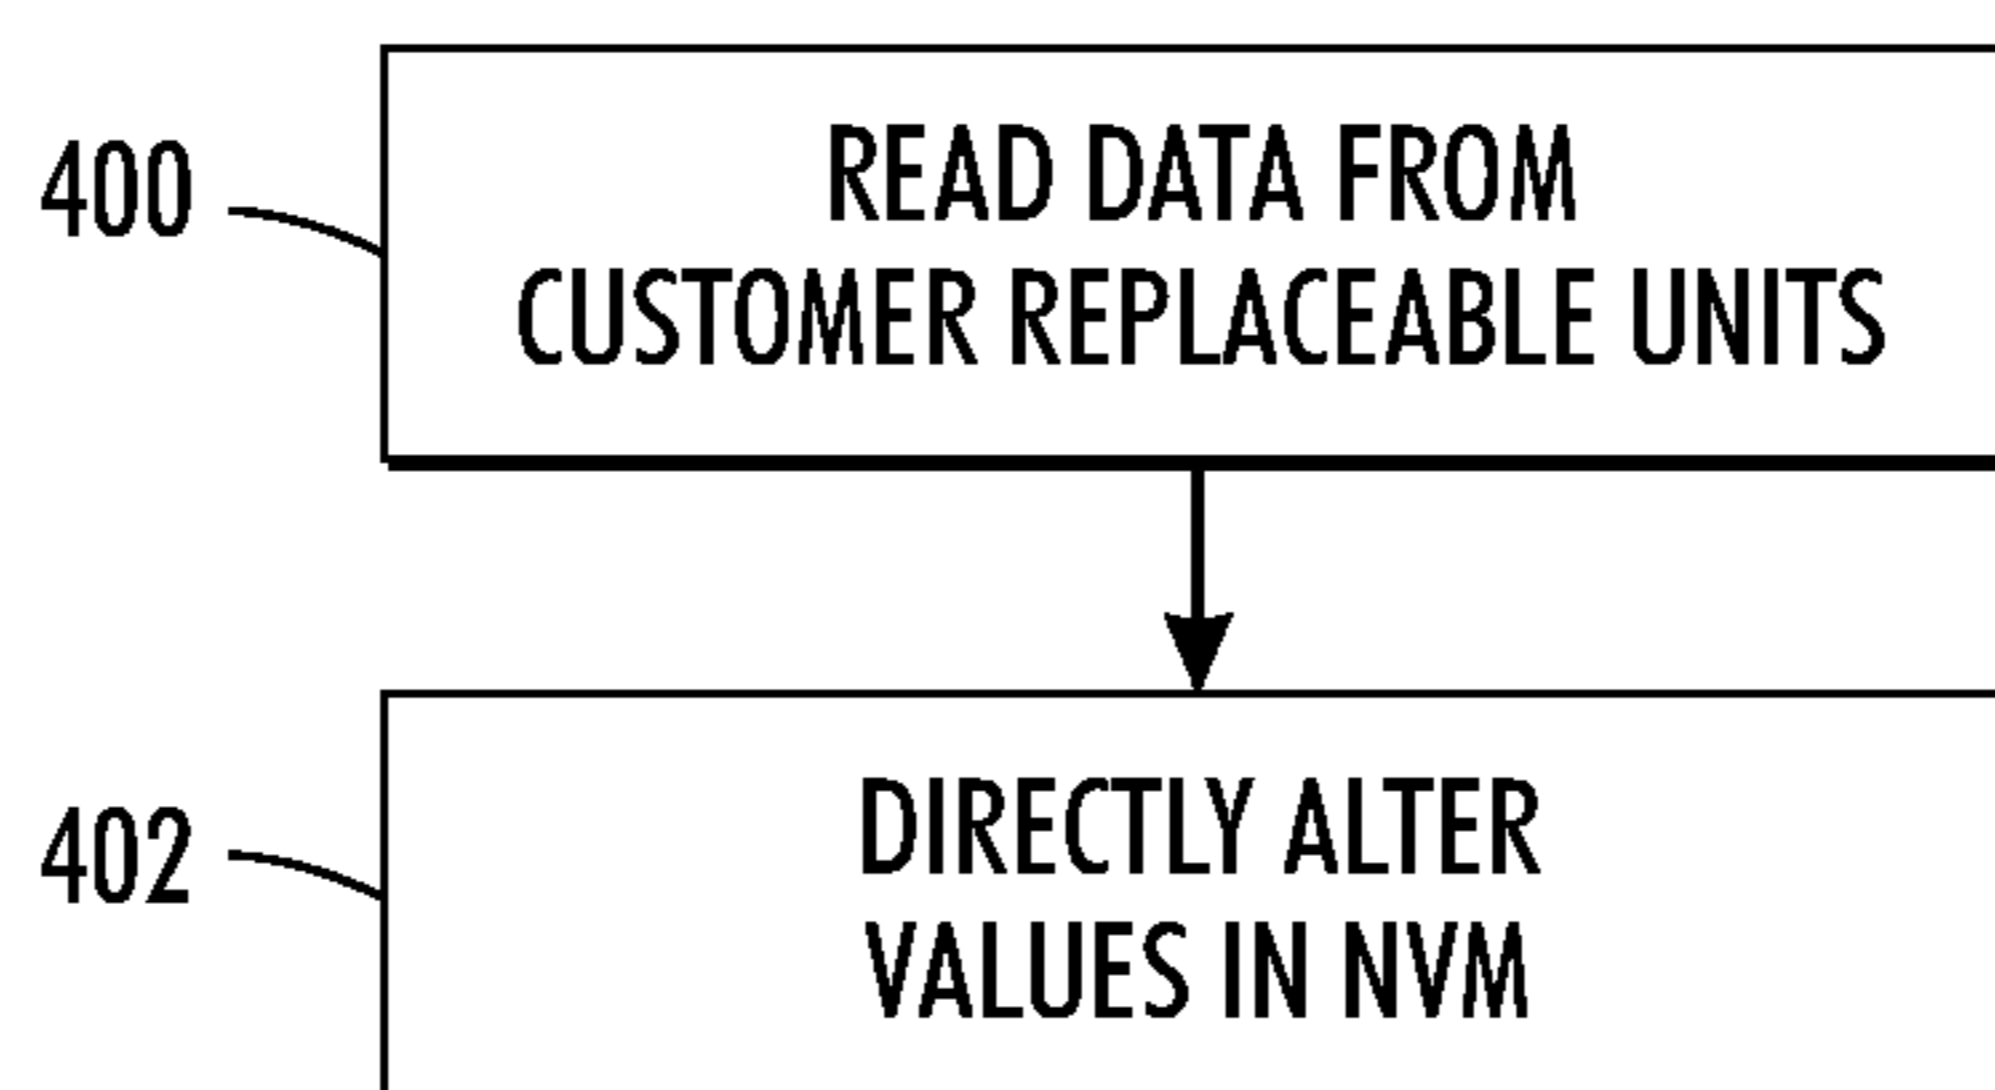 400
READ DATA FROM
CUSTOMER REPLACEABLE UNITS
402
DIRECTLY ALTER
VALUES IN NVM